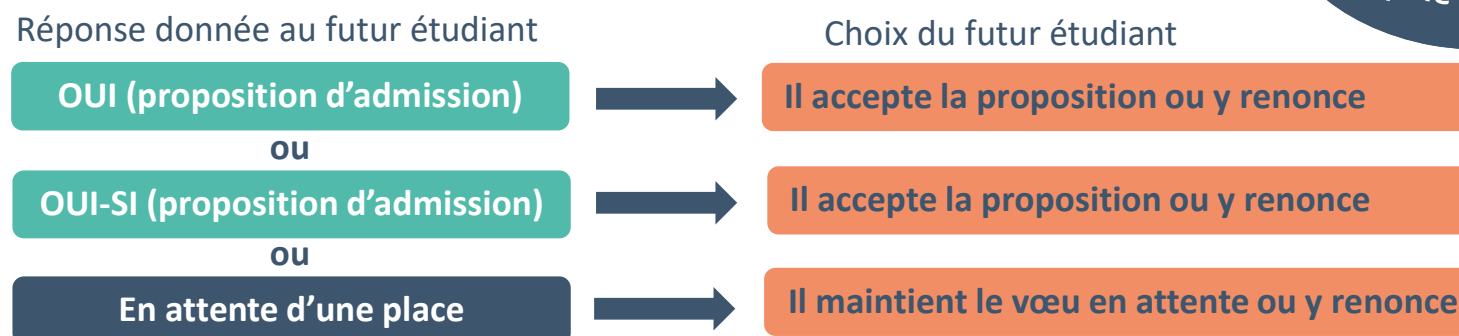 Réponse donnée au futur étudiant
Choix du futur étudiant
OUI (proposition d’admission)
Il accepte la proposition ou y renonce
ou
OUI-SI (proposition d’admission)
Il accepte la proposition ou y renonce
ou
En attente d’une place
Il maintient le vœu en attente ou y renonce